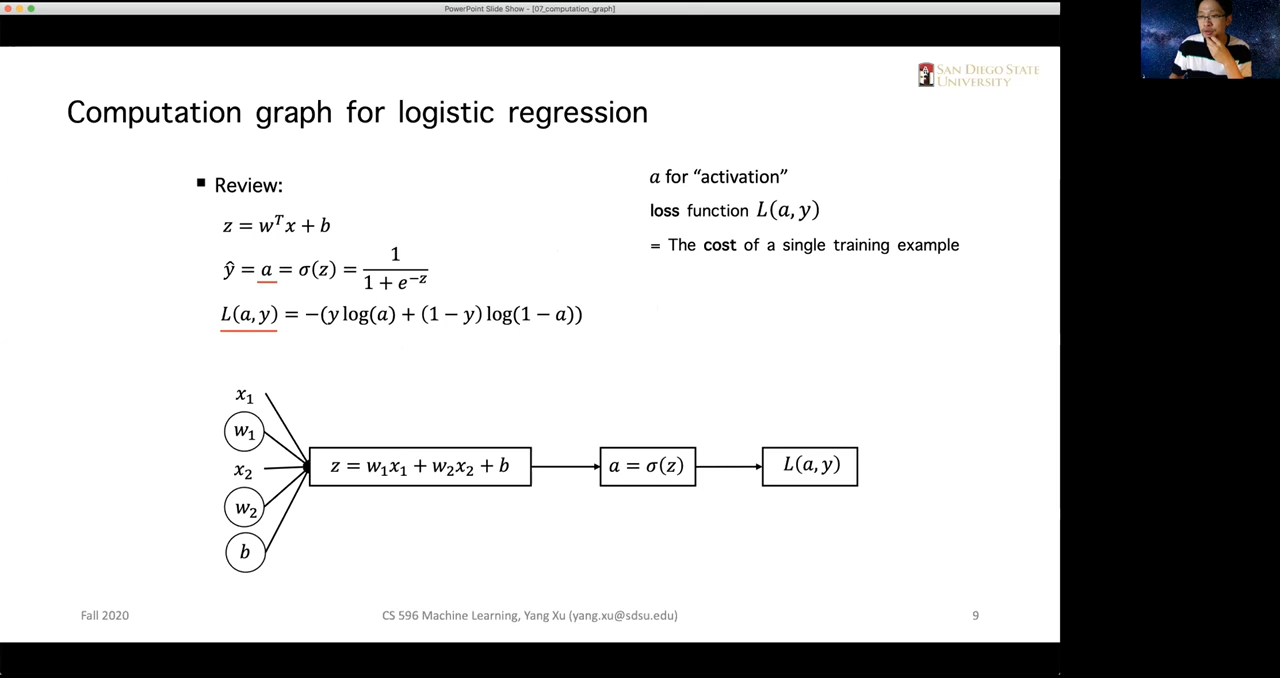 PowerPoint Slide Show - [07_computation_graph]
SAN DIEGO STATE
UNIVERSITY
Computation graph for logistic regression
▪ Review:
z = wᵀx + b
ŷ = a = σ(z) = 1 / (1 + e⁻ᶻ)
L(a, y) = −(y log(a) + (1 − y) log(1 − a))
a for “activation”
loss function L(a, y)
= The cost of a single training example
x₁
w₁
x₂
w₂
b
z = w₁x₁ + w₂x₂ + b
a = σ(z)
L(a, y)
Fall 2020
CS 596 Machine Learning, Yang Xu (yang.xu@sdsu.edu)
9